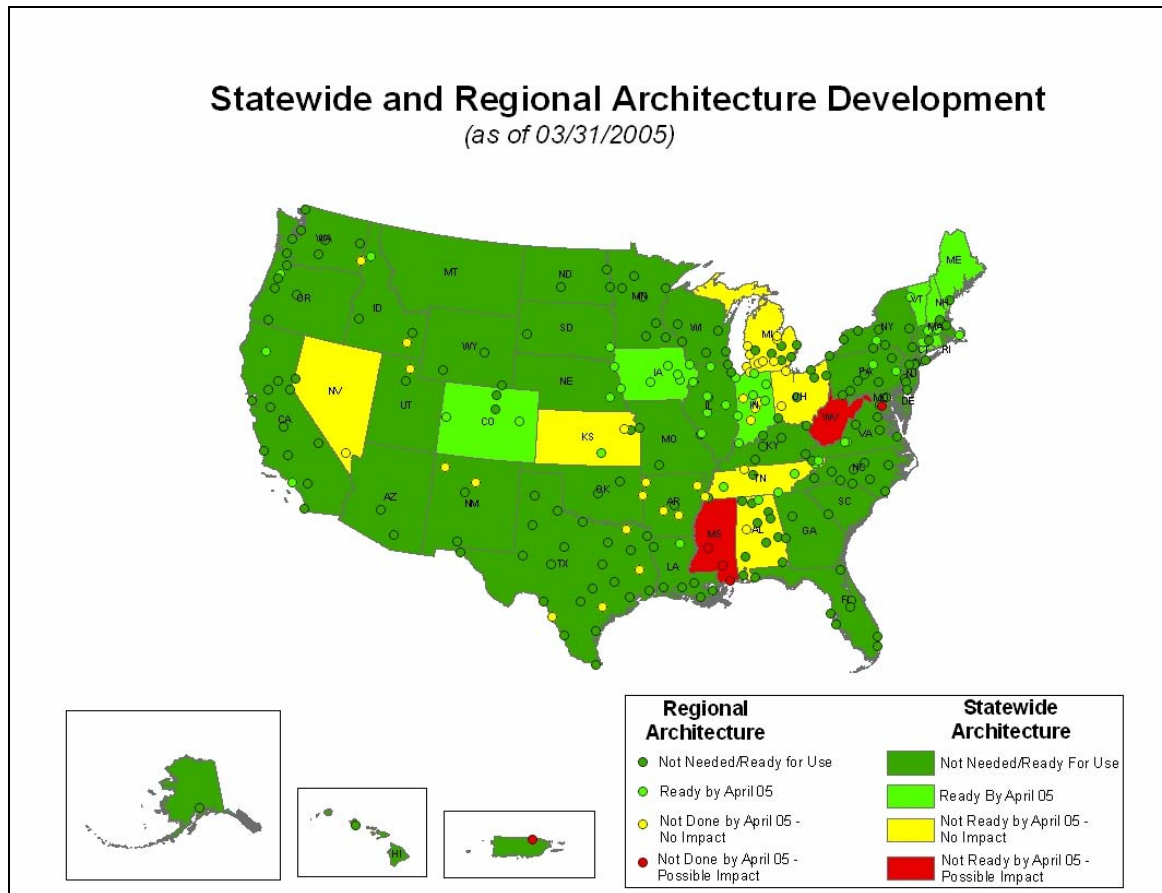 Statewide and Regional Architecture Development
(as of 03/31/2005)
WA
MT
ND
MN
ME
VT
NH
OR
ID
SD
WI
MI
NY
MA
CT
RI
WY
IA
PA
NJ
NE
NV
UT
IL
IN
OH
DE
CO
WV
CA
KS
MO
KY
VA
TN
NC
AZ
NM
OK
AR
SC
MS
AL
GA
TX
LA
FL
HI
Regional
Architecture
Not Needed/Ready for Use
Ready by April 05
Not Done by April 05 -
No Impact
Not Done by April 05 -
Possible Impact
Statewide
Architecture
Not Needed/Ready For Use
Ready By April 05
Not Ready by April 05 -
No Impact
Not Ready by April 05 -
Possible Impact